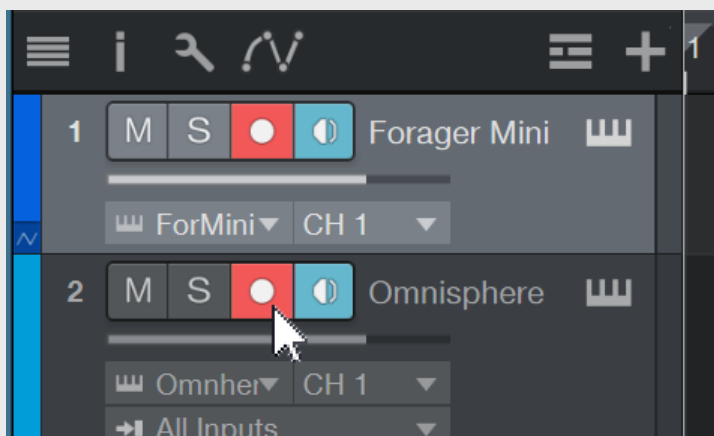 1
1 M S Forager Mini
ForMini CH 1
2 M S Omnisphere
Omnher CH 1
All Inputs